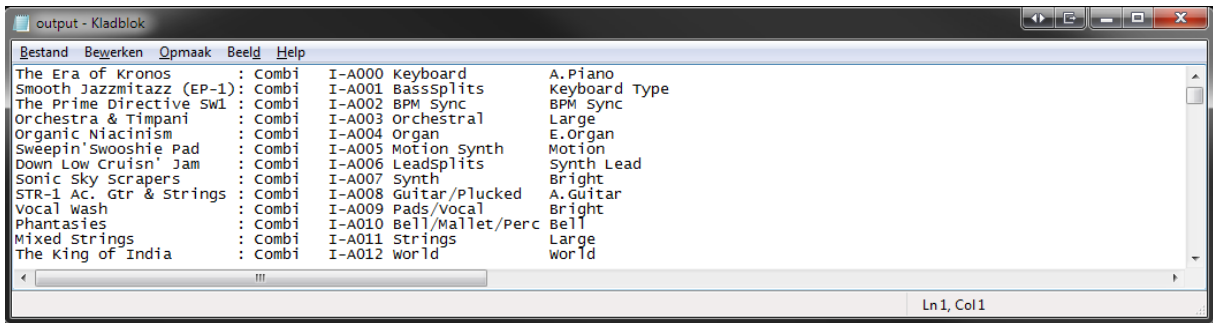 output - Kladblok
Bestand Bewerken Opmaak Beeld Help
The Era of Kronos : Combi I-A000 Keyboard A.Piano
Smooth Jazzmitazz (EP-1): Combi I-A001 BassSplits Keyboard Type
The Prime Directive SW1 : Combi I-A002 BPM Sync BPM Sync
Orchestra & Timpani : Combi I-A003 Orchestral Large
Organic Niacinism : Combi I-A004 Organ E.Organ
Sweepin'Swooshie Pad : Combi I-A005 Motion Synth Motion
Down Low Cruisn' Jam : Combi I-A006 LeadSplits Synth Lead
Sonic Sky Scrapers : Combi I-A007 Synth Bright
STR-1 Ac. Gtr & Strings : Combi I-A008 Guitar/Plucked A.Guitar
Vocal Wash : Combi I-A009 Pads/Vocal Bright
Phantasies : Combi I-A010 Bell/Mallet/Perc Bell
Mixed Strings : Combi I-A011 Strings Large
The King of India : Combi I-A012 World World
Ln 1, Col 1